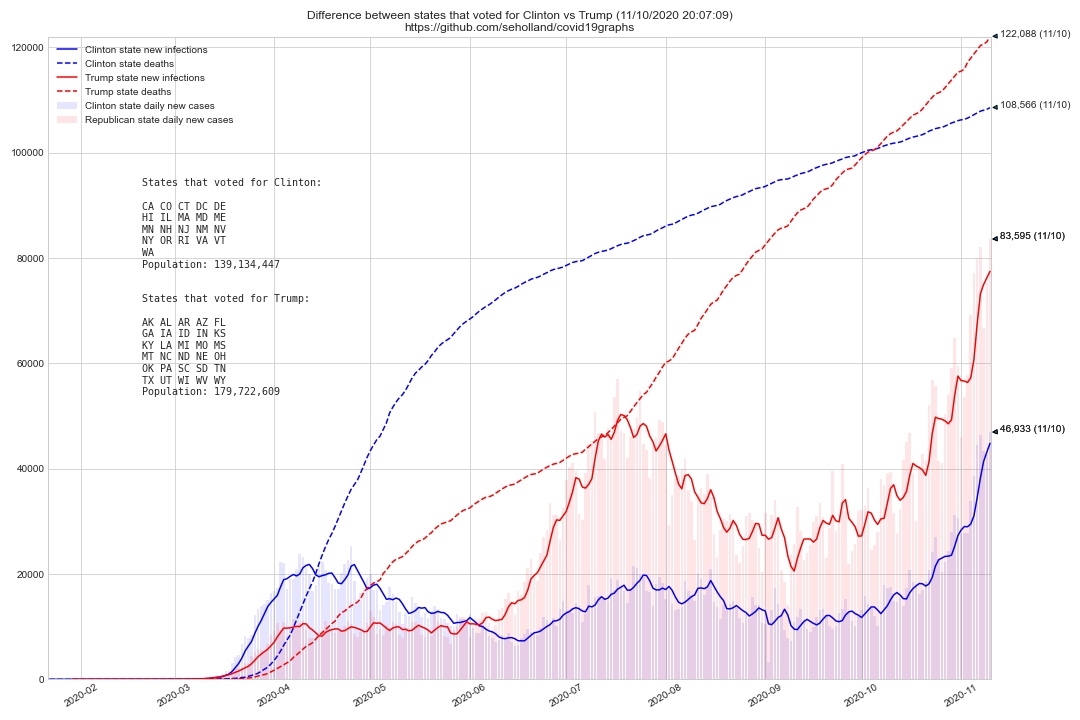 Difference between states that voted for Clinton vs Trump (11/10/2020 20:07:09)
https://github.com/seholland/covid19graphs
Clinton state new infections
Clinton state deaths
Trump state new infections
Trump state deaths
Clinton state daily new cases
Republican state daily new cases
120000
100000
80000
60000
40000
20000
0
States that voted for Clinton:
CA CO CT DC DE
HI IL MA MD ME
MN NH NJ NM NV
NY OR RI VA VT
WA
Population: 139,134,447
States that voted for Trump:
AK AL AR AZ FL
GA IA ID IN KS
KY LA MI MO MS
MT NC ND NE OH
OK PA SC SD TN
TX UT WI WV WY
Population: 179,722,609
122,088 (11/10)
108,566 (11/10)
83,595 (11/10)
46,933 (11/10)
2020-02
2020-03
2020-04
2020-05
2020-06
2020-07
2020-08
2020-09
2020-10
2020-11